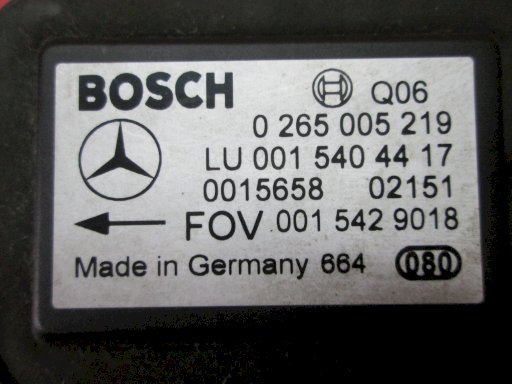 BOSCH Q06
0 265 005 219
LU 001 540 44 17
0015658 02151
FOV 001 542 9018
Made in Germany 664 080